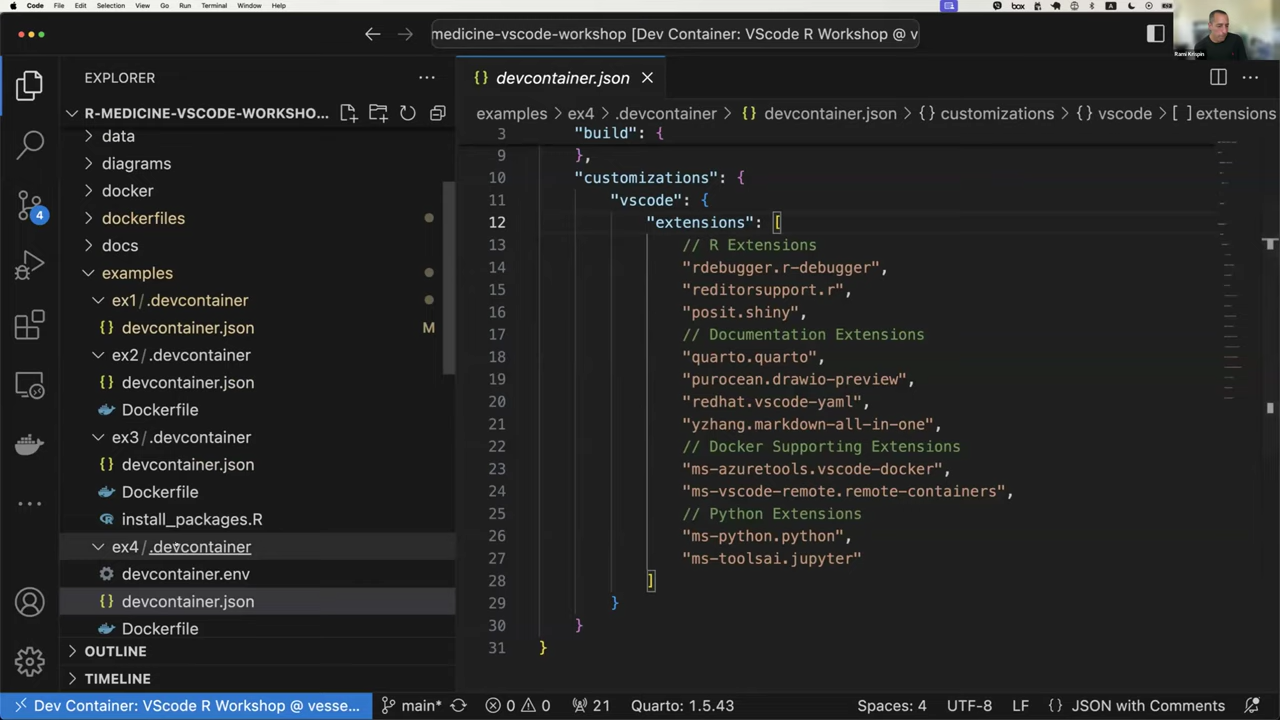 Code File Edit Selection View Go Run Terminal Window Help
box
A
medicine-vscode-workshop [Dev Container: VScode R Workshop @ v
Rami Krispin
EXPLORER
R-MEDICINE-VSCODE-WORKSHO...
data
diagrams
docker
dockerfiles
docs
examples
ex1/.devcontainer
{} devcontainer.json M
ex2/.devcontainer
{} devcontainer.json
Dockerfile
ex3/.devcontainer
{} devcontainer.json
Dockerfile
install_packages.R
ex4/.devcontainer
devcontainer.env
{} devcontainer.json
Dockerfile
OUTLINE
TIMELINE
4
{} devcontainer.json
examples > ex4 > .devcontainer > {} devcontainer.json > {} customizations > {} vscode > [ ] extensions
3 "build": {
9 },
10 "customizations": {
11 "vscode": {
12 "extensions": [
13 // R Extensions
14 "rdebugger.r-debugger",
15 "reditorsupport.r",
16 "posit.shiny",
17 // Documentation Extensions
18 "quarto.quarto",
19 "purocean.drawio-preview",
20 "redhat.vscode-yaml",
21 "yzhang.markdown-all-in-one",
22 // Docker Supporting Extensions
23 "ms-azuretools.vscode-docker",
24 "ms-vscode-remote.remote-containers",
25 // Python Extensions
26 "ms-python.python",
27 "ms-toolsai.jupyter"
28 ]
29 }
30 }
31 }
Dev Container: VScode R Workshop @ vesse... main* 0 0 21 Quarto: 1.5.43 Spaces: 4 UTF-8 LF {} JSON with Comments